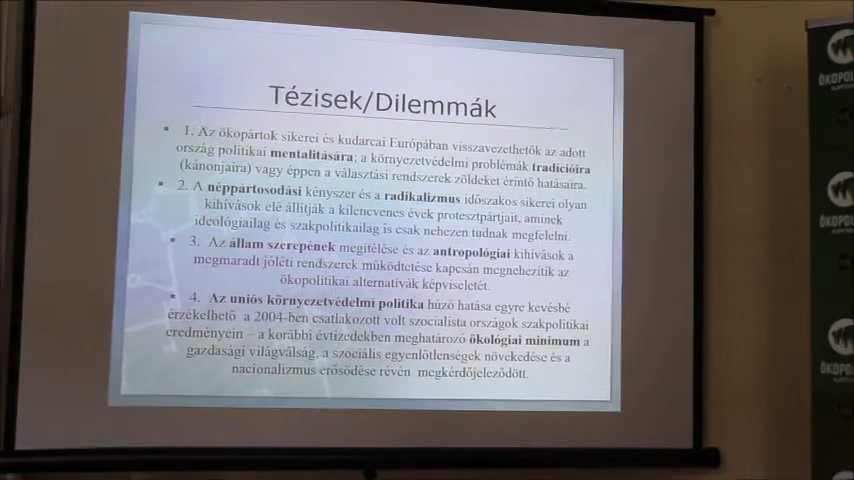 Tézisek/Dilemmák
▪ 1. Az ökopártok sikerei és kudarcai Európában visszavezethetők az adott
ország politikai mentalitására; a környezetvédelmi problémák tradícióira
(kánonjaira) vagy éppen a választási rendszerek zöldeket érintő hatásaira.
▪ 2. A néppártosodási kényszer és a radikalizmus időszakos sikerei olyan
kihívások elé állítják a kilencvenes évek protesztpártjait, aminek
ideológiailag és szakpolitikailag is csak nehezen tudnak megfelelni.
▪ 3. Az állam szerepének megítélése és az antropológiai kihívások a
megmaradt jóléti rendszerek működtetése kapcsán megnehezítik az
ökopolitikai alternatívák képviseletét.
▪ 4. Az uniós környezetvédelmi politika húzó hatása egyre kevésbé
érzékelhető a 2004-ben csatlakozott volt szocialista országok szakpolitikai
eredményein – a korábbi évtizedekben meghatározó ökológiai minimum a
gazdasági világválság, a szociális egyenlőtlenségek növekedése és a
nacionalizmus erősödése révén megkérdőjeleződött.
ÖKOPOL
ÖKOPOL
ÖKOPOL